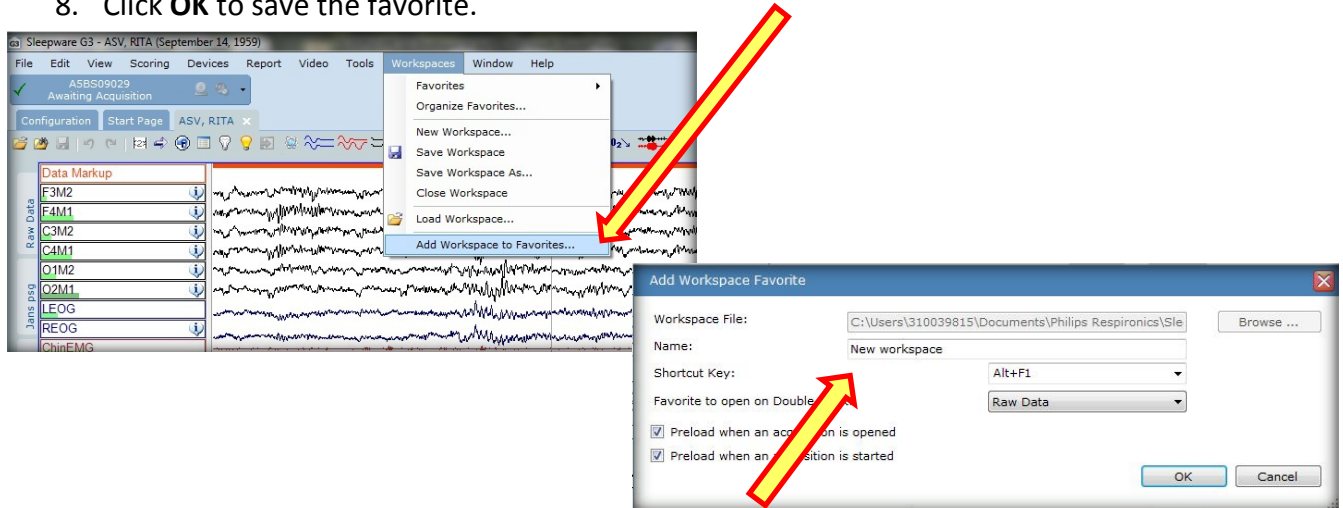 8. Click OK to save the favorite.
G3 Sleepware G3 - ASV, RITA (September 14, 1959)
File Edit View Scoring Devices Report Video Tools Workspaces Window Help
A5BS09029
Awaiting Acquisition
Configuration Start Page ASV, RITA
Favorites
Organize Favorites...
New Workspace...
Save Workspace
Save Workspace As...
Close Workspace
Load Workspace...
Add Workspace to Favorites...
Raw Data
Jans psg
Data Markup
F3M2
F4M1
C3M2
C4M1
O1M2
O2M1
LEOG
REOG
ChinEMG
Add Workspace Favorite
Workspace File: C:\Users\310039815\Documents\Philips Respironics\Sle Browse ...
Name: New workspace
Shortcut Key: Alt+F1
Favorite to open on Double Raw Data
Preload when an is opened
Preload when an is started
OK Cancel